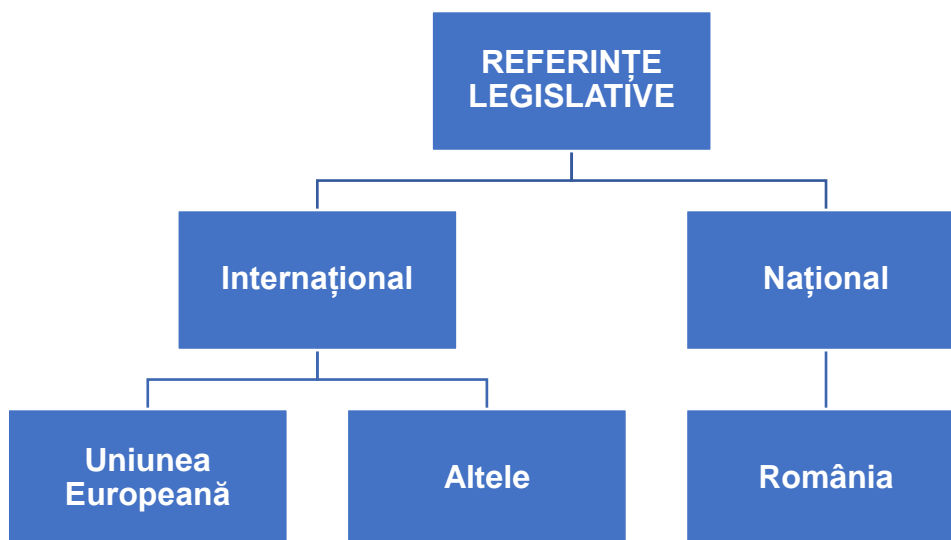 REFERINȚE
LEGISLATIVE
Internațional
Național
Uniunea
Europeană
Altele
România